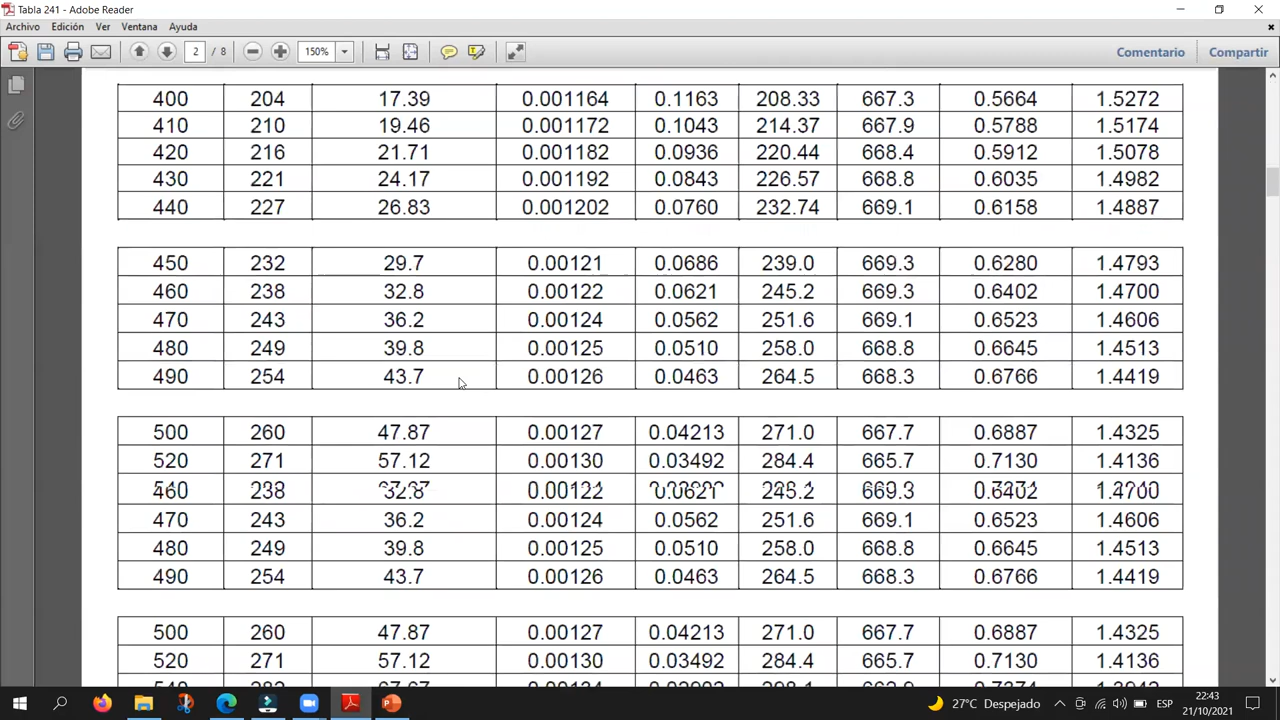 Tabla 241 - Adobe Reader
Archivo Edición Ver Ventana Ayuda
2 / 8 150% Comentario Compartir
400 204 17.39 0.001164 0.1163 208.33 667.3 0.5664 1.5272
410 210 19.46 0.001172 0.1043 214.37 667.9 0.5788 1.5174
420 216 21.71 0.001182 0.0936 220.44 668.4 0.5912 1.5078
430 221 24.17 0.001192 0.0843 226.57 668.8 0.6035 1.4982
440 227 26.83 0.001202 0.0760 232.74 669.1 0.6158 1.4887
450 232 29.7 0.00121 0.0686 239.0 669.3 0.6280 1.4793
460 238 32.8 0.00122 0.0621 245.2 669.3 0.6402 1.4700
470 243 36.2 0.00124 0.0562 251.6 669.1 0.6523 1.4606
480 249 39.8 0.00125 0.0510 258.0 668.8 0.6645 1.4513
490 254 43.7 0.00126 0.0463 264.5 668.3 0.6766 1.4419
500 260 47.87 0.00127 0.04213 271.0 667.7 0.6887 1.4325
520 271 57.12 0.00130 0.03492 284.4 665.7 0.7130 1.4136
460 238 32.8 0.00122 0.0621 245.2 669.3 0.6402 1.4700
470 243 36.2 0.00124 0.0562 251.6 669.1 0.6523 1.4606
480 249 39.8 0.00125 0.0510 258.0 668.8 0.6645 1.4513
490 254 43.7 0.00126 0.0463 264.5 668.3 0.6766 1.4419
500 260 47.87 0.00127 0.04213 271.0 667.7 0.6887 1.4325
520 271 57.12 0.00130 0.03492 284.4 665.7 0.7130 1.4136
27°C Despejado ESP 22:43
21/10/2021